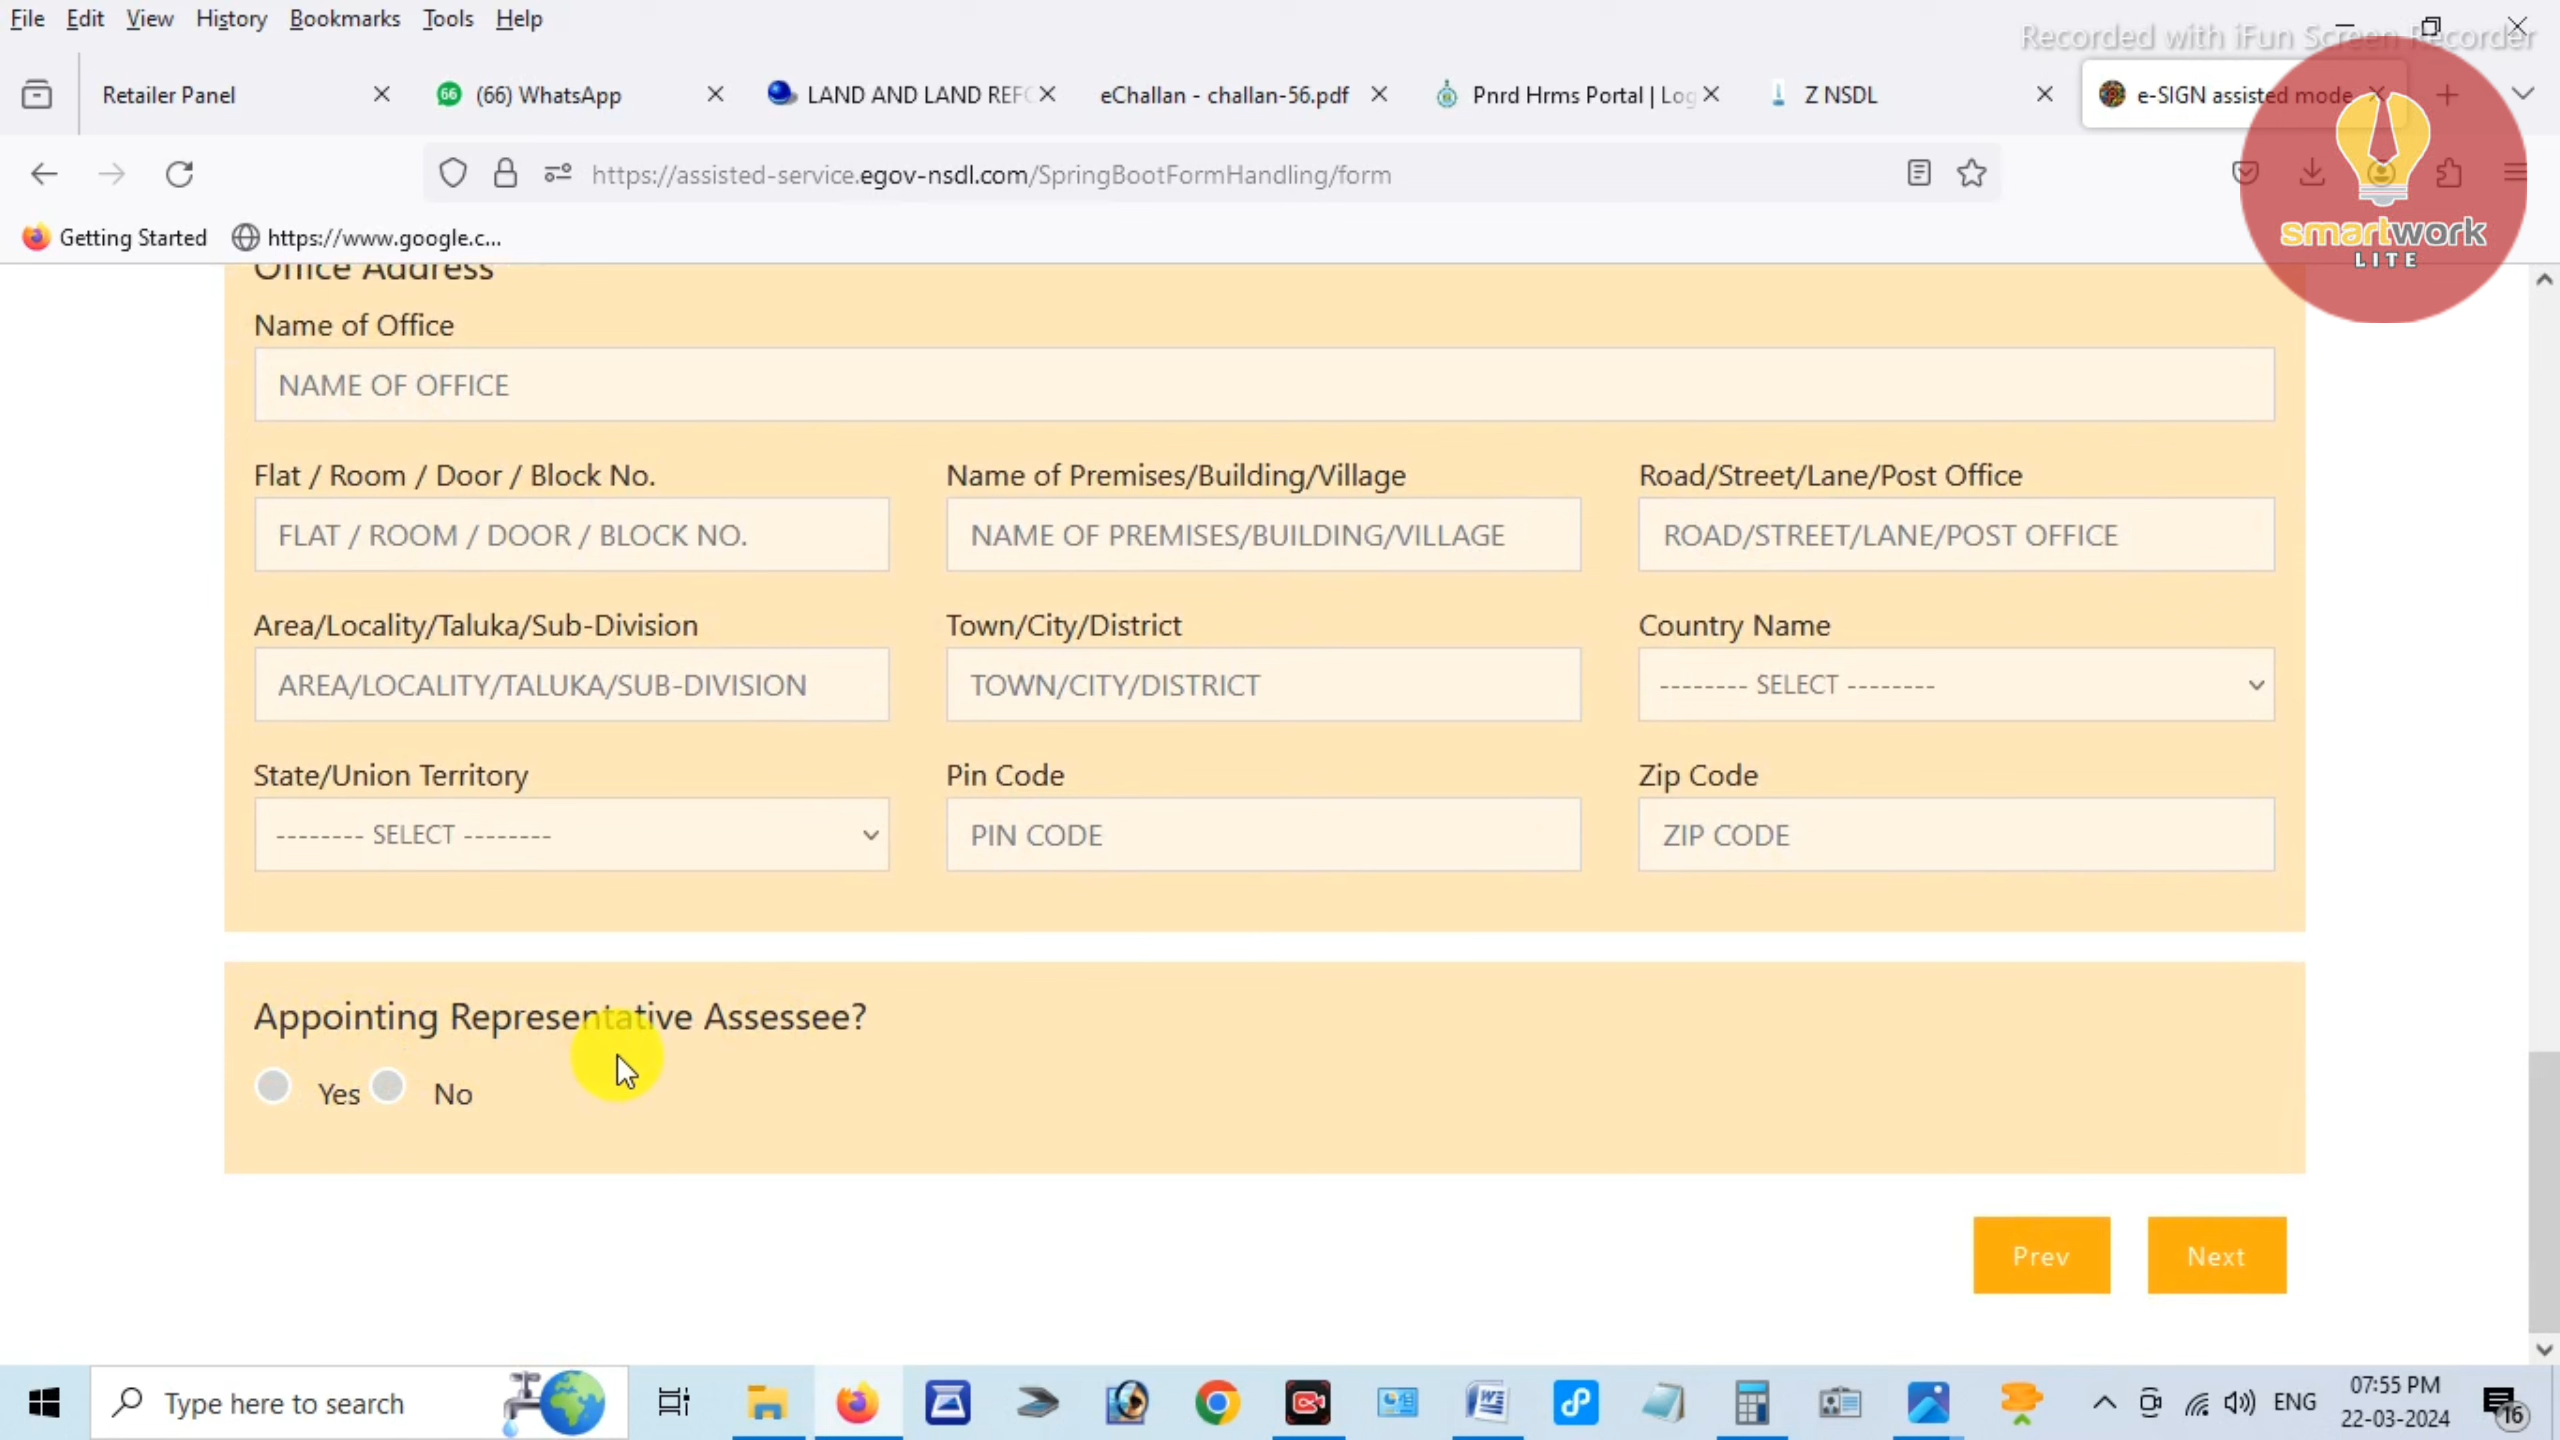 File Edit View History Bookmarks Tools Help
Recorded with iFun Screen Recorder
Retailer Panel
66 (66) WhatsApp
LAND AND LAND REFO
eChallan - challan-56.pdf
Pnrd Hrms Portal | Log
Z NSDL
e-SIGN assisted mode
https://assisted-service.egov-nsdl.com/SpringBootFormHandling/form
smartwork
LITE
Getting Started https://www.google.c...
Office Address
Name of Office
NAME OF OFFICE
Flat / Room / Door / Block No. Name of Premises/Building/Village Road/Street/Lane/Post Office
FLAT / ROOM / DOOR / BLOCK NO. NAME OF PREMISES/BUILDING/VILLAGE ROAD/STREET/LANE/POST OFFICE
Area/Locality/Taluka/Sub-Division Town/City/District Country Name
AREA/LOCALITY/TALUKA/SUB-DIVISION TOWN/CITY/DISTRICT -------- SELECT --------
State/Union Territory Pin Code Zip Code
-------- SELECT -------- PIN CODE ZIP CODE
Appointing Representative Assessee?
Yes No
Prev Next
Type here to search
ENG
07:55 PM
22-03-2024
16